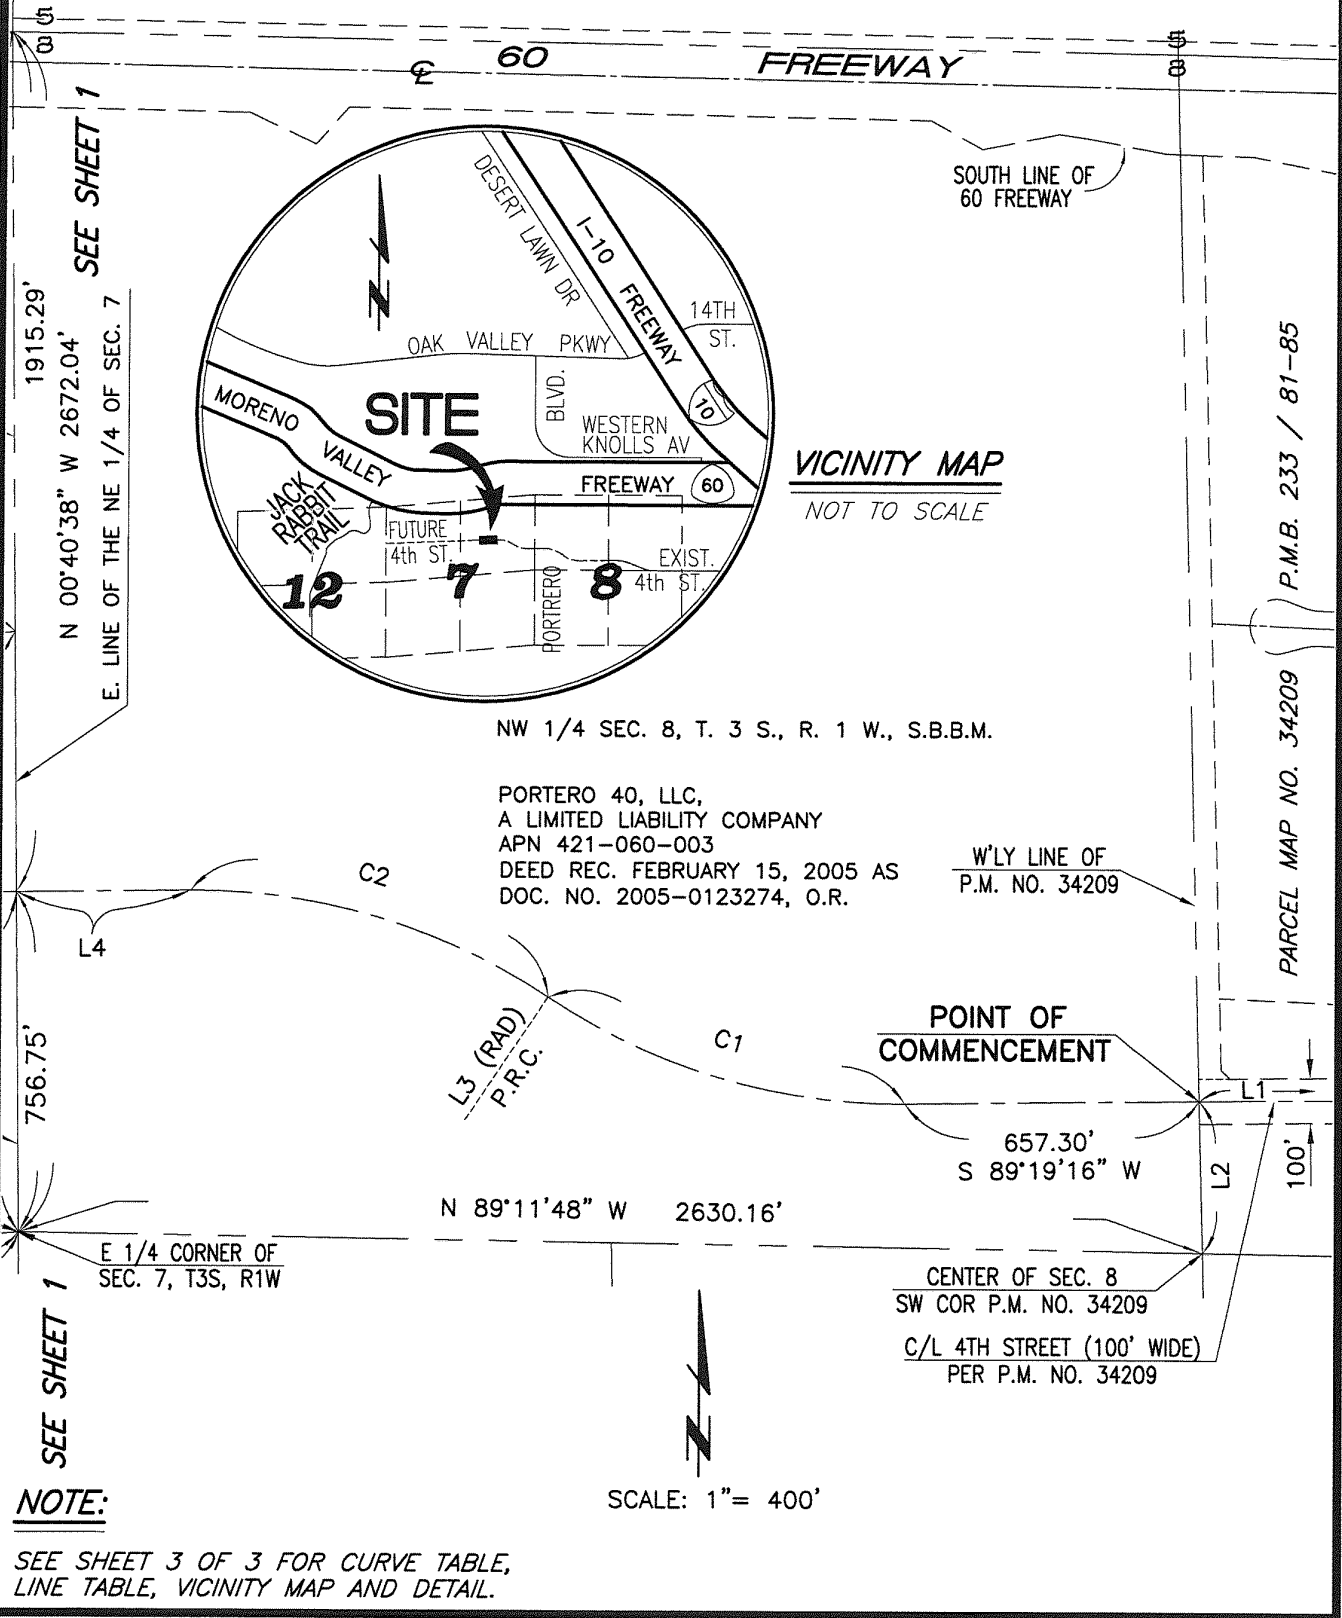 5
8
60 FREEWAY
℄
5
8
SEE SHEET 1
SOUTH LINE OF
60 FREEWAY
1915.29'
N 00°40'38" W 2672.04'
E. LINE OF THE NE 1/4 OF SEC. 7
DESERT LAWN DR
I-10 FREEWAY
N
14TH
ST.
OAK VALLEY PKWY
BLVD.
MORENO VALLEY FREEWAY
SITE
10
WESTERN
KNOLLS AV
60
JACK
RABBIT
TRAIL
FUTURE
4th ST.
EXIST.
4th ST.
12
7
8
PORTRERO
VICINITY MAP
NOT TO SCALE
PARCEL MAP NO. 34209 P.M.B. 233 / 81-85
NW 1/4 SEC. 8, T. 3 S., R. 1 W., S.B.B.M.
PORTERO 40, LLC,
A LIMITED LIABILITY COMPANY
APN 421-060-003
DEED REC. FEBRUARY 15, 2005 AS
DOC. NO. 2005-0123274, O.R.
W'LY LINE OF
P.M. NO. 34209
C2
L4
L3 (RAD)
P.R.C.
C1
POINT OF
COMMENCEMENT
L1
756.75'
657.30'
S 89°19'16" W
L2
100'
N 89°11'48" W 2630.16'
E 1/4 CORNER OF
SEC. 7, T3S, R1W
CENTER OF SEC. 8
SW COR P.M. NO. 34209
C/L 4TH STREET (100' WIDE)
PER P.M. NO. 34209
SEE SHEET 1
N
SCALE: 1"= 400'
NOTE:
SEE SHEET 3 OF 3 FOR CURVE TABLE,
LINE TABLE, VICINITY MAP AND DETAIL.